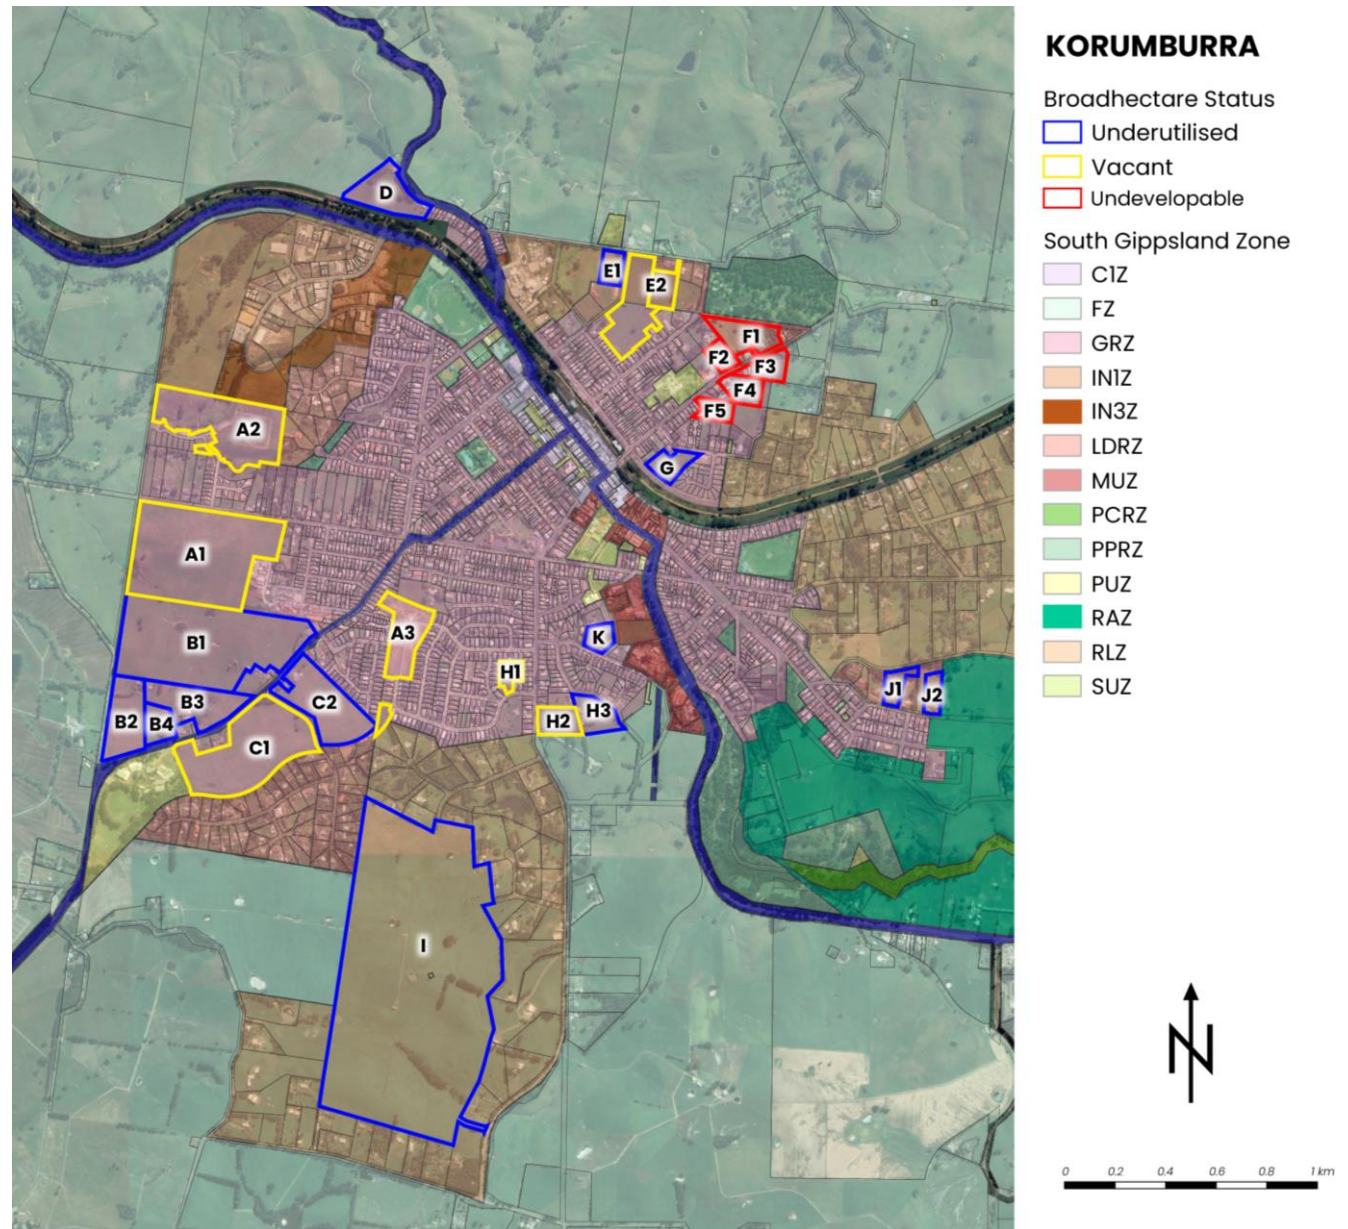 KORUMBURRA
Broadhectare Status
Underutilised
Vacant
Undevelopable
South Gippsland Zone
C1Z
FZ
GRZ
IN1Z
IN3Z
LDRZ
MUZ
PCRZ
PPRZ
PUZ
RAZ
RLZ
SUZ
D
E1
E2
F1
F2
F3
F4
F5
A2
G
A1
A3
B1
K
H1
C2
J1
J2
B3
B2
B4
H2
H3
C1
I
N
0 0.2 0.4 0.6 0.8 1 km